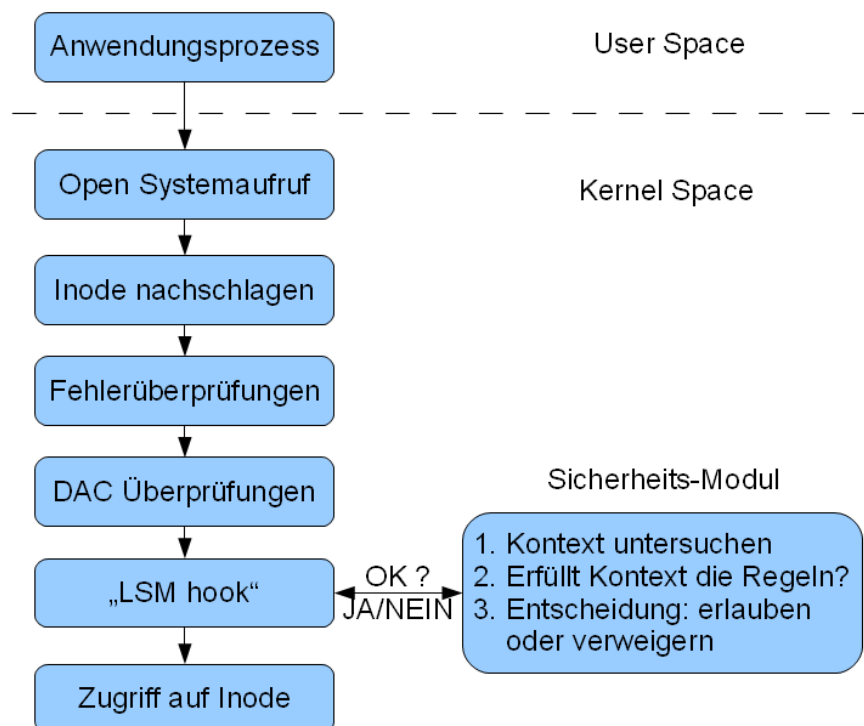 Anwendungsprozess
User Space
Open Systemaufruf
Kernel Space
Inode nachschlagen
Fehlerüberprüfungen
DAC Überprüfungen
Sicherheits-Modul
„LSM hook“
OK ?
JA/NEIN
1. Kontext untersuchen
2. Erfüllt Kontext die Regeln?
3. Entscheidung: erlauben
oder verweigern
Zugriff auf Inode